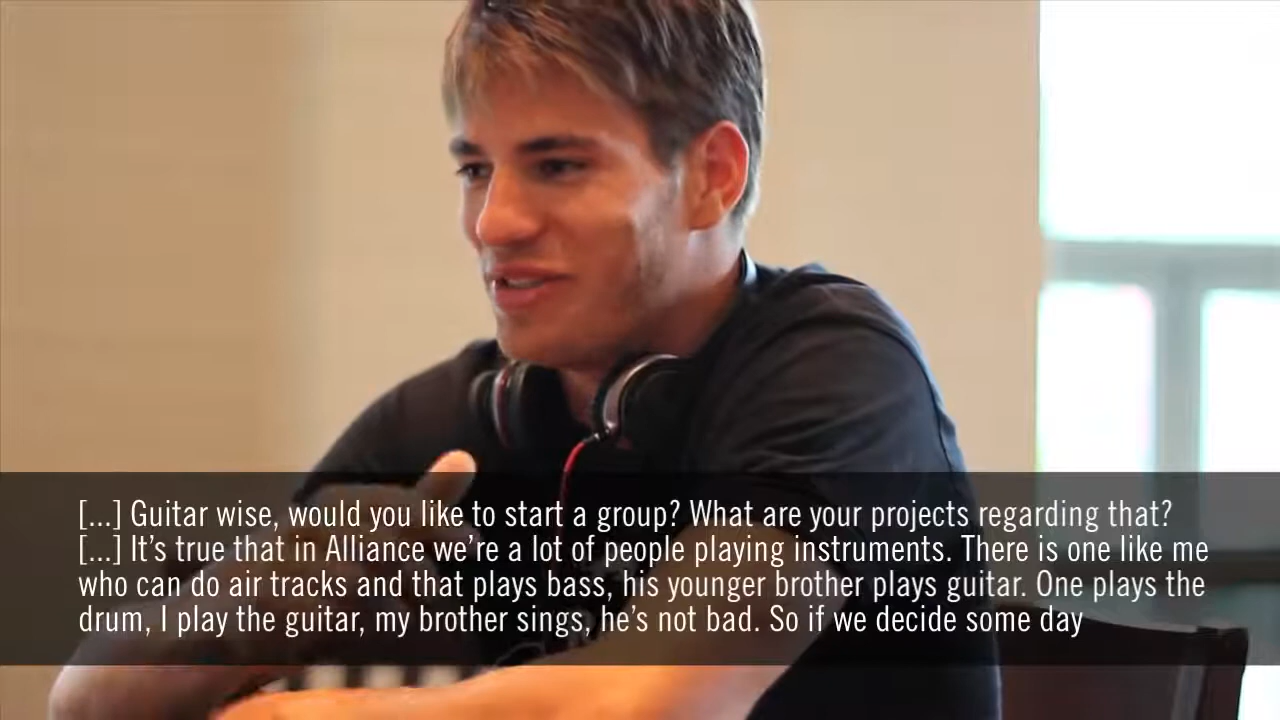 [...] Guitar wise, would you like to start a group? What are your projects regarding that?
[...] It’s true that in Alliance we’re a lot of people playing instruments. There is one like me
who can do air tracks and that plays bass, his younger brother plays guitar. One plays the
drum, I play the guitar, my brother sings, he’s not bad. So if we decide some day